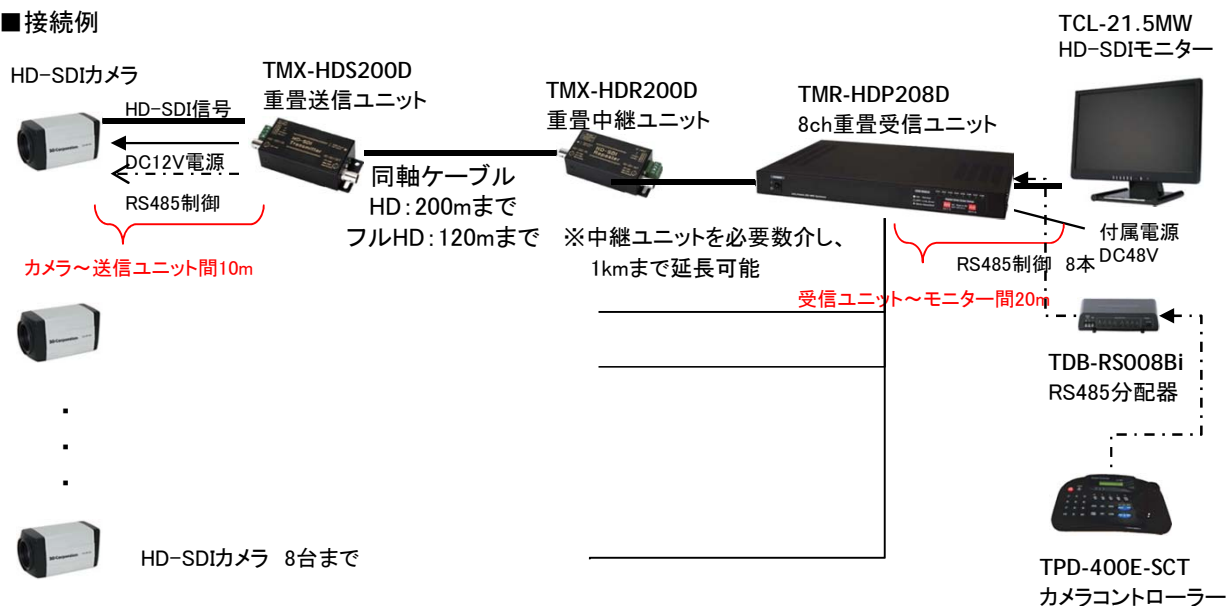 ■接続例
HD-SDIカメラ
HD-SDI信号
DC12V電源
RS485制御
カメラ～送信ユニット間10m
TMX-HDS200D
重畳送信ユニット
同軸ケーブル
HD:200mまで
フルHD:120mまで
TMX-HDR200D
重畳中継ユニット
※中継ユニットを必要数介し、
1kmまで延長可能
TMR-HDP208D
8ch重畳受信ユニット
TCL-21.5MW
HD-SDIモニター
付属電源
DC48V
RS485制御 8本
受信ユニット～モニター間20m
TDB-RS008Bi
RS485分配器
TPD-400E-SCT
カメラコントローラー
・
・
・
HD-SDIカメラ 8台まで
HD-SDI
Transmitter
HD-SDI
Repeater